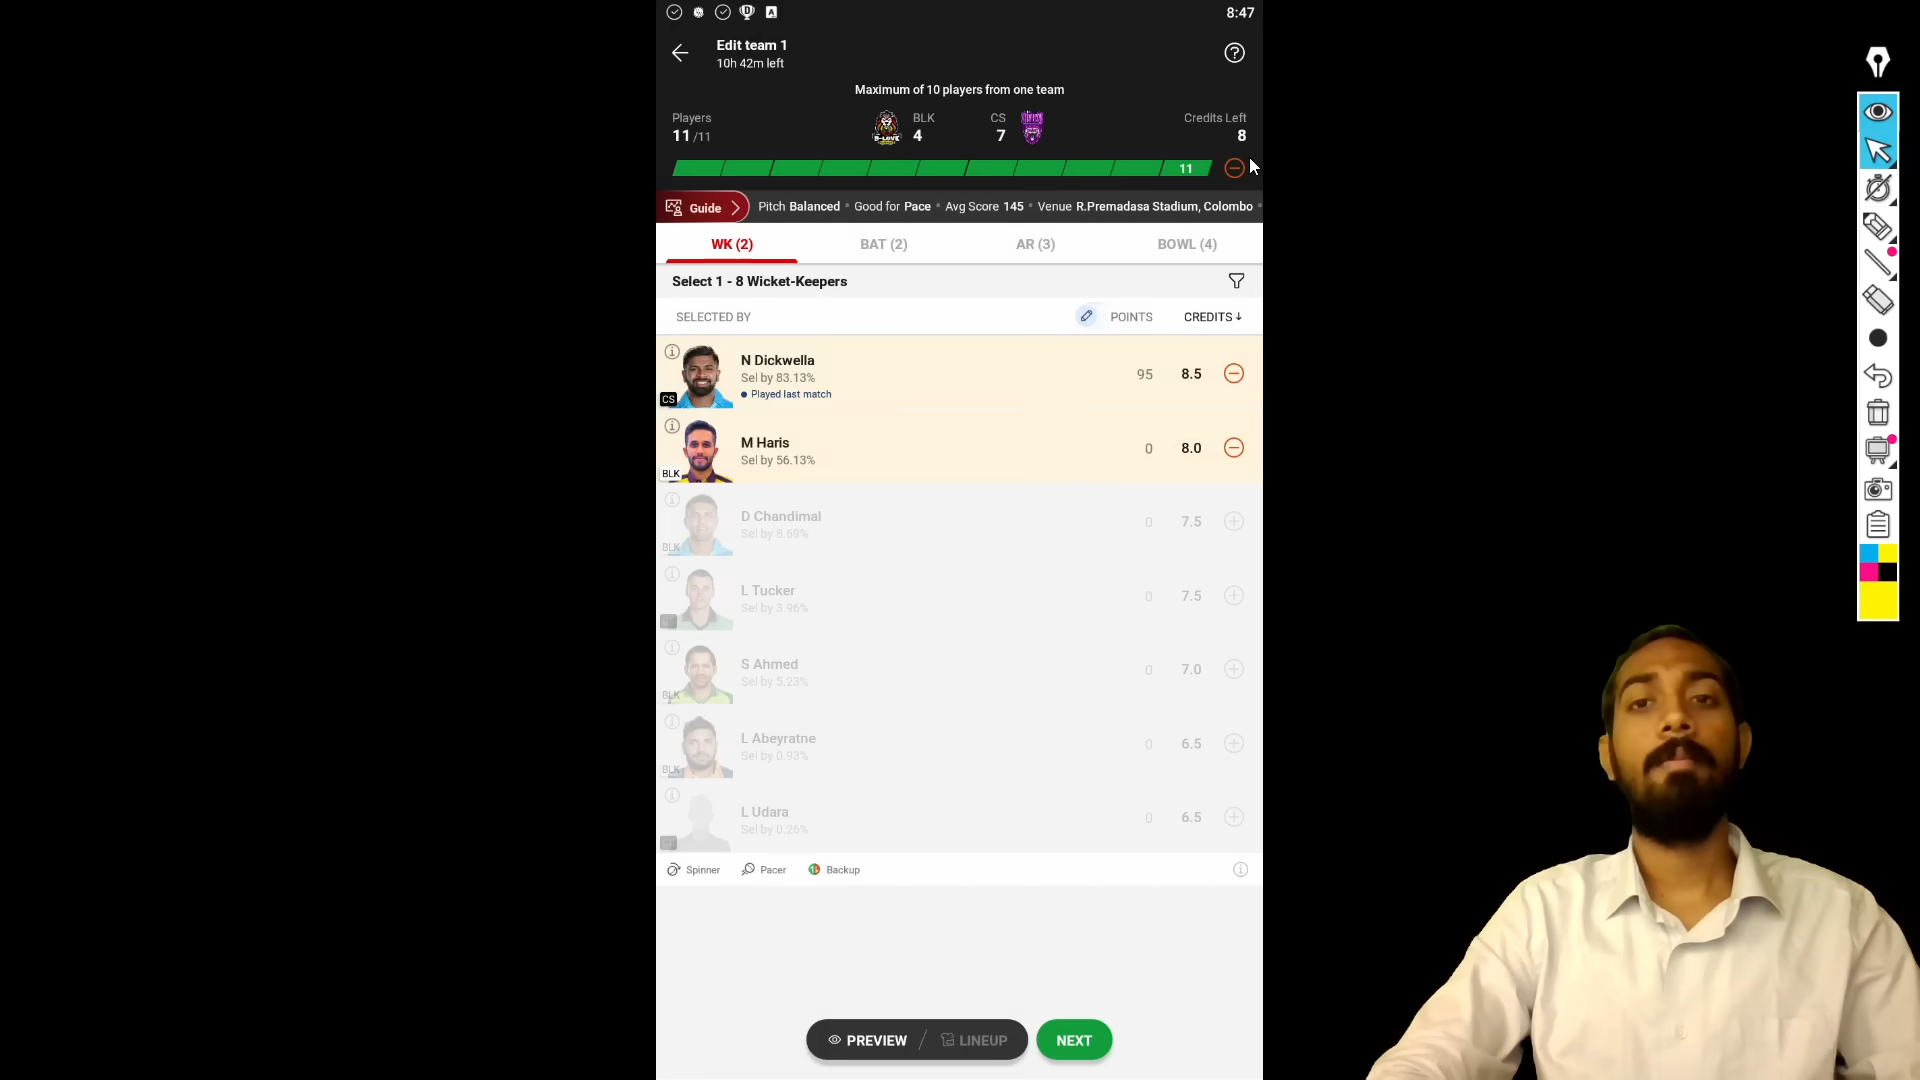 8:47
Edit team 1
10h 42m left
Maximum of 10 players from one team
Players
11 /11
BLK
4
CS
7
Credits Left
8
11
Guide
Pitch Balanced • Good for Pace • Avg Score 145 • Venue R.Premadasa Stadium, Colombo
WK (2) BAT (2) AR (3) BOWL (4)
Select 1 - 8 Wicket-Keepers
SELECTED BY POINTS CREDITS ↓
N Dickwella
Sel by 83.13%
Played last match
CS
95 8.5
M Haris
Sel by 56.13%
BLK
0 8.0
D Chandimal
Sel by 8.69%
BLK
0 7.5
L Tucker
Sel by 3.96%
0 7.5
S Ahmed
Sel by 5.23%
BLK
0 7.0
L Abeyratne
Sel by 0.93%
BLK
0 6.5
L Udara
Sel by 0.26%
0 6.5
Spinner Pacer Backup
PREVIEW / LINEUP NEXT